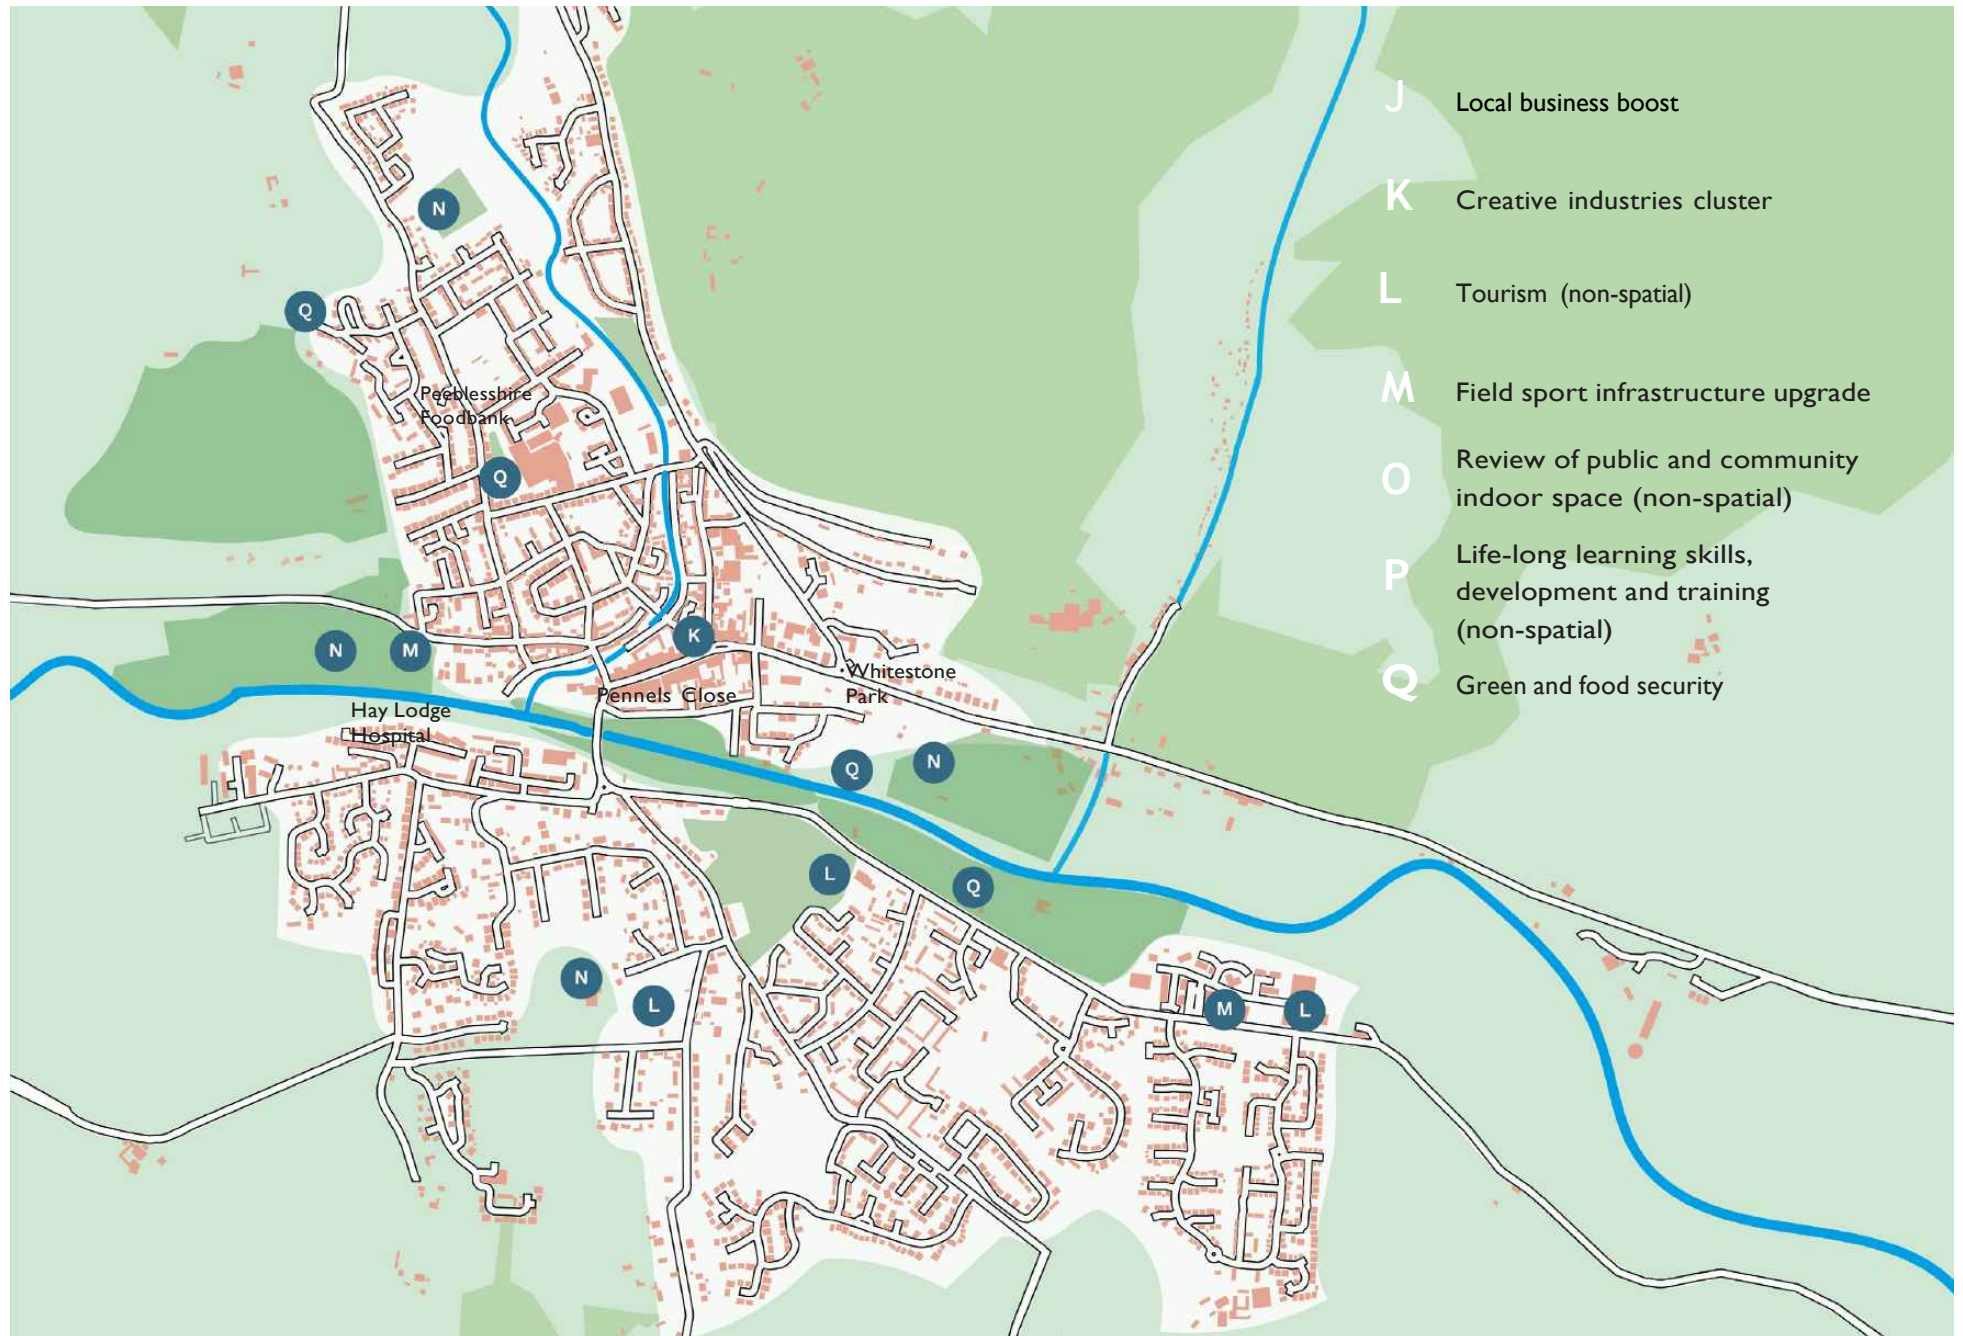 J Local business boost
K Creative industries cluster
L Tourism (non-spatial)
M Field sport infrastructure upgrade
O Review of public and community
indoor space (non-spatial)
P Life-long learning skills,
development and training
(non-spatial)
Q Green and food security
N
Q
Peeblesshire
Foodbank
Q
K
N
M
Whitestone
Park
Pennels Close
Hay Lodge
Hospital
Q
N
L
Q
N
L
M
L